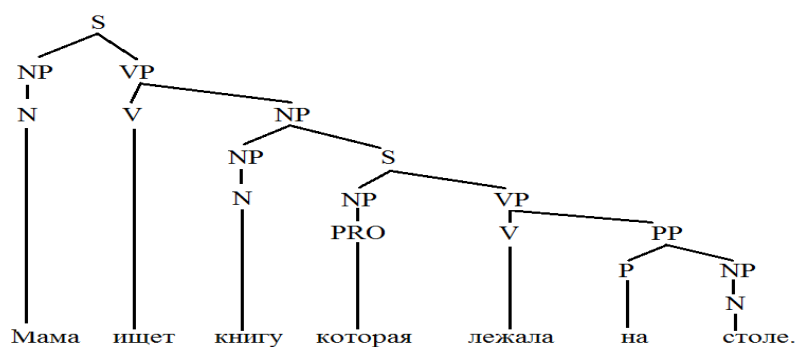 S
NP VP
N V NP
NP S
N NP VP
PRO V PP
P NP
N
Мама ищет книгу которая лежала на столе.